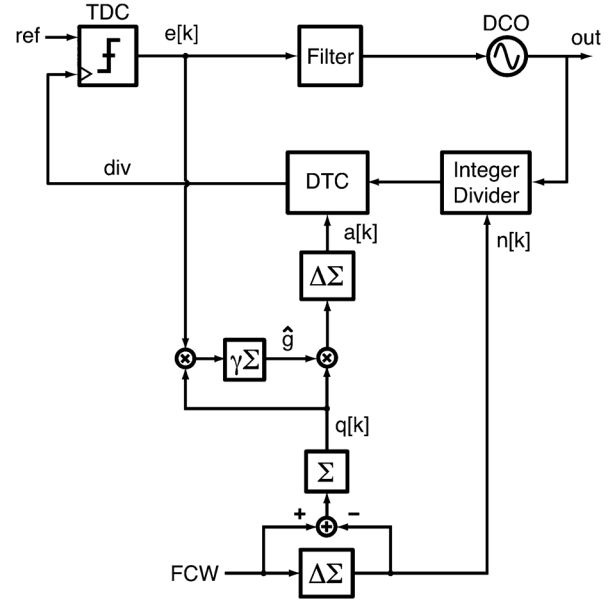 TDC
DCO
ref
e[k]
Filter
out
div
DTC
Integer
Divider
a[k]
n[k]
ΔΣ
γΣ
ĝ
q[k]
Σ
+
−
FCW
ΔΣ